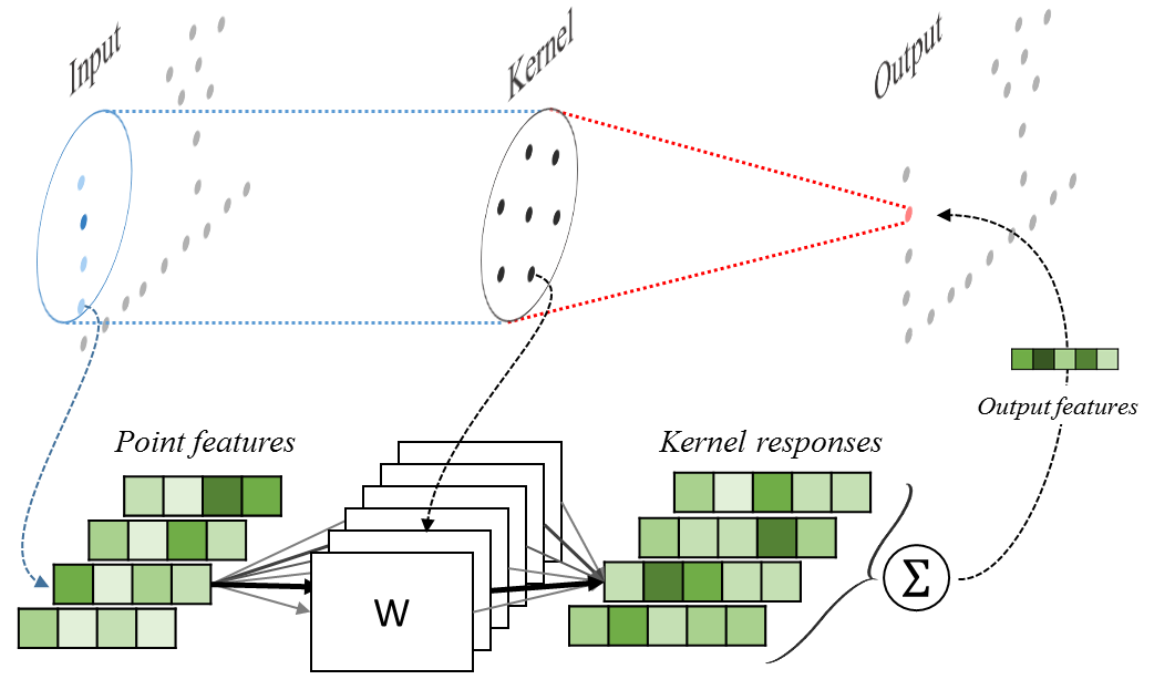 Input
Kernel
Output
Output features
Point features
Kernel responses
W
Σ